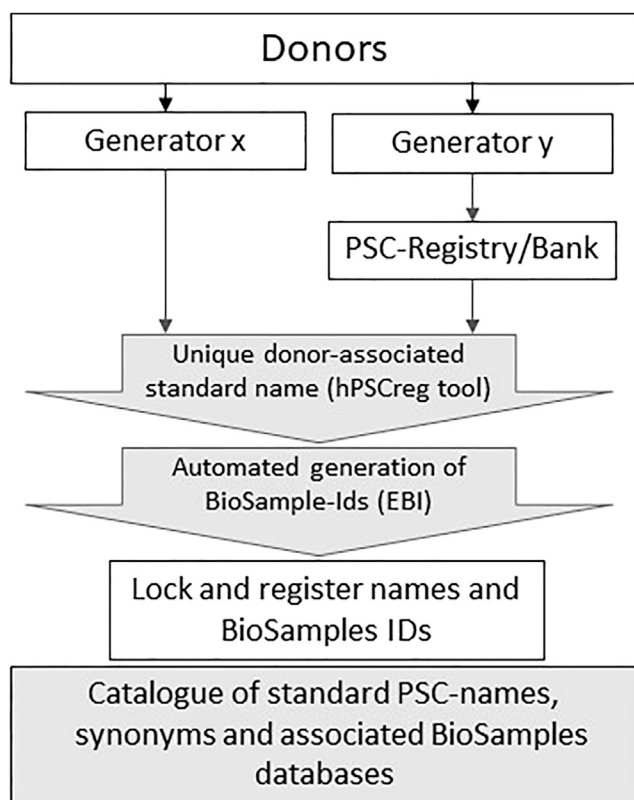 Donors
Generator x
Generator y
PSC-Registry/Bank
Unique donor-associated
standard name (hPSCreg tool)
Automated generation of
BioSample-Ids (EBI)
Lock and register names and
BioSamples IDs
Catalogue of standard PSC-names,
synonyms and associated BioSamples
databases